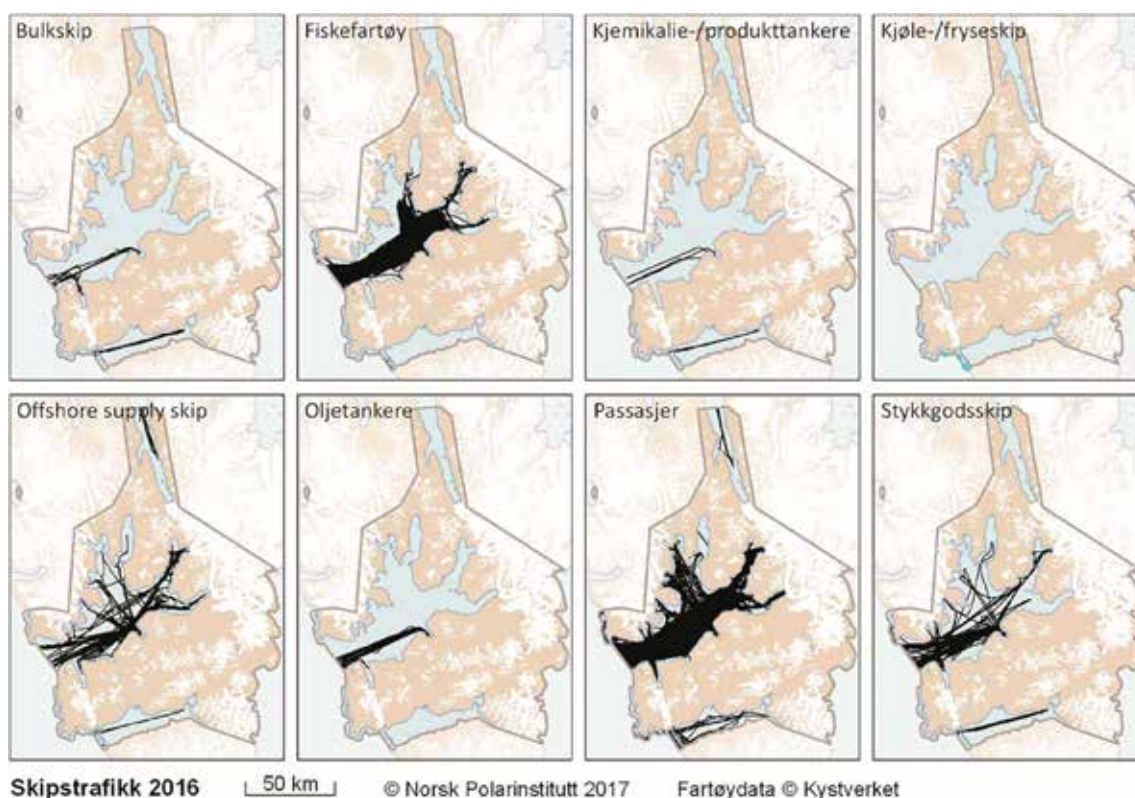 Bulkskip
Fiskefartøy
Kjemikalie-/produkttankere
Kjøle-/fryseskip
Offshore supply skip
Oljetankere
Passasjer
Stykkgodsskip
Skipstrafikk 2016
50 km
© Norsk Polarinstitutt 2017
Fartøydata © Kystverket